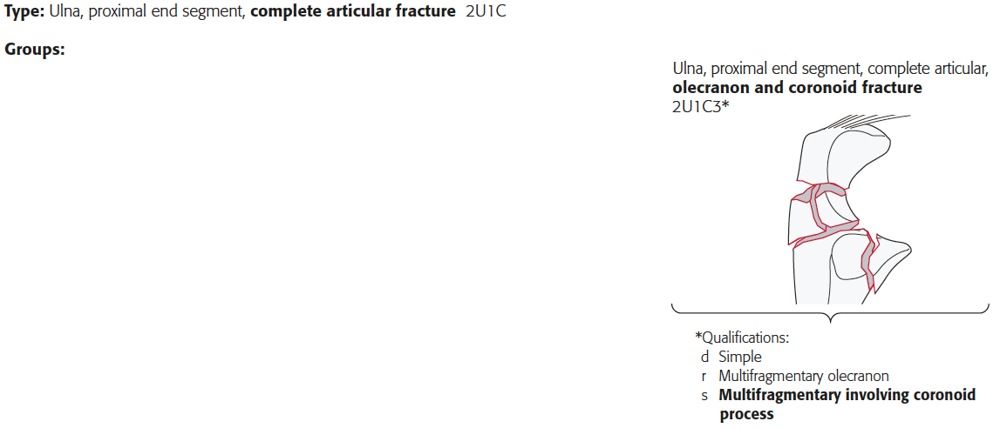 Type: Ulna, proximal end segment, complete articular fracture 2U1C
Groups:
Ulna, proximal end segment, complete articular,
olecranon and coronoid fracture
2U1C3*
*Qualifications:
d Simple
r Multifragmentary olecranon
s Multifragmentary involving coronoid
process